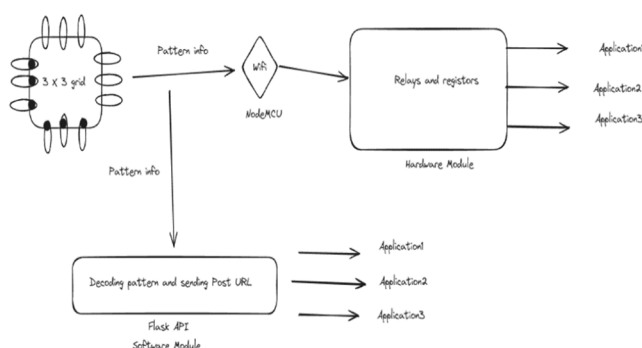 Pattern info
3 x 3 grid
Wifi
NodeMCU
Relays and registors
Application1
Application2
Application3
Hardware Module
Pattern info
Decoding pattern and sending Post URL
Flask API
Software Module
Application1
Application2
Application3